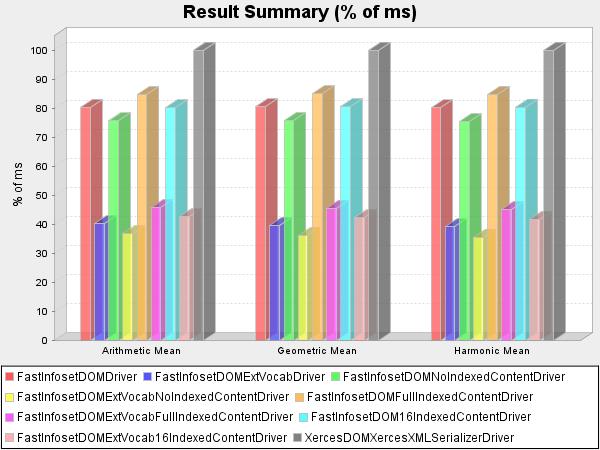 Result Summary (% of ms)
% of ms
100
90
80
70
60
50
40
30
20
10
0
Arithmetic Mean Geometric Mean Harmonic Mean
FastInfosetDOMDriver FastInfosetDOMExtVocabDriver FastInfosetDOMNoIndexedContentDriver
FastInfosetDOMExtVocabNoIndexedContentDriver FastInfosetDOMFullIndexedContentDriver
FastInfosetDOMExtVocabFullIndexedContentDriver FastInfosetDOM16IndexedContentDriver
FastInfosetDOMExtVocab16IndexedContentDriver XercesDOMXercesXMLSerializerDriver